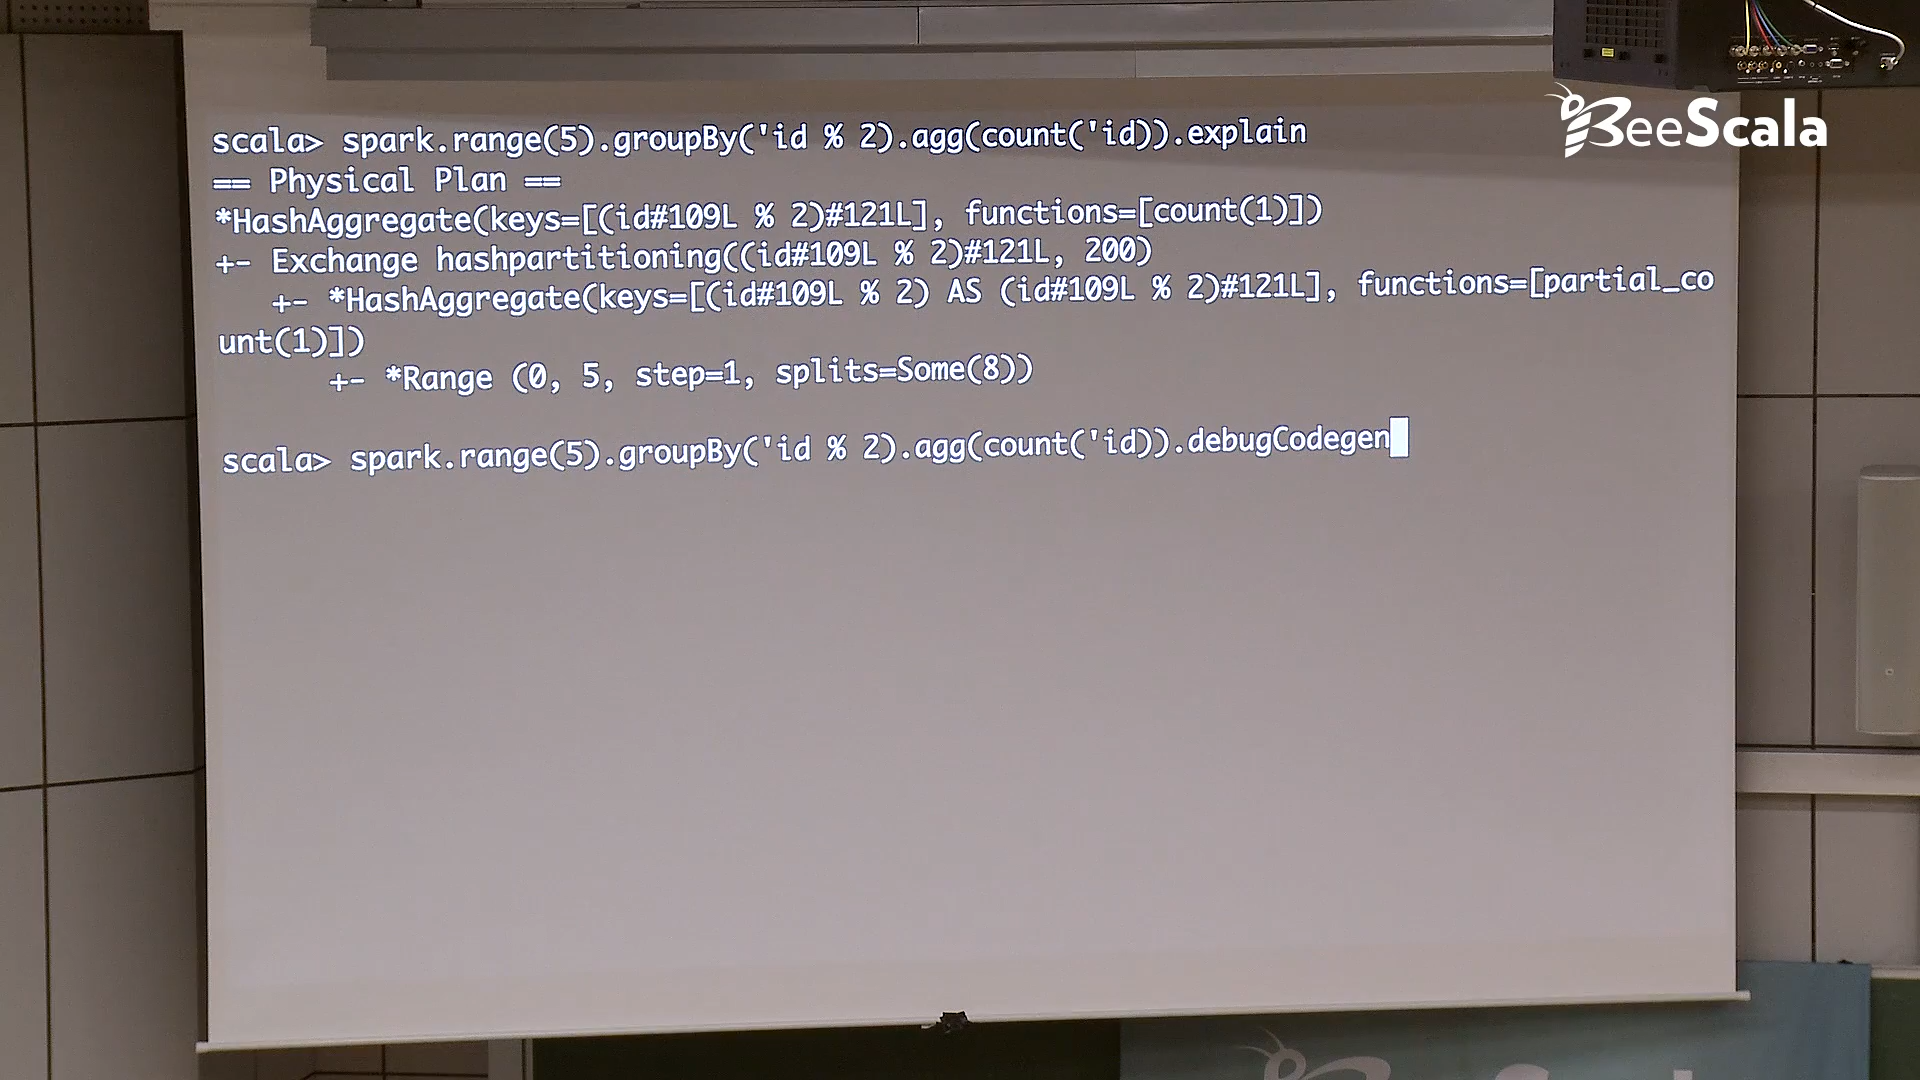 BeeScala
scala> spark.range(5).groupBy('id % 2).agg(count('id)).explain
== Physical Plan ==
*HashAggregate(keys=[(id#109L % 2)#121L], functions=[count(1)])
+- Exchange hashpartitioning((id#109L % 2)#121L, 200)
+- *HashAggregate(keys=[(id#109L % 2) AS (id#109L % 2)#121L], functions=[partial_co
unt(1)])
+- *Range (0, 5, step=1, splits=Some(8))
scala> spark.range(5).groupBy('id % 2).agg(count('id)).debugCodegen